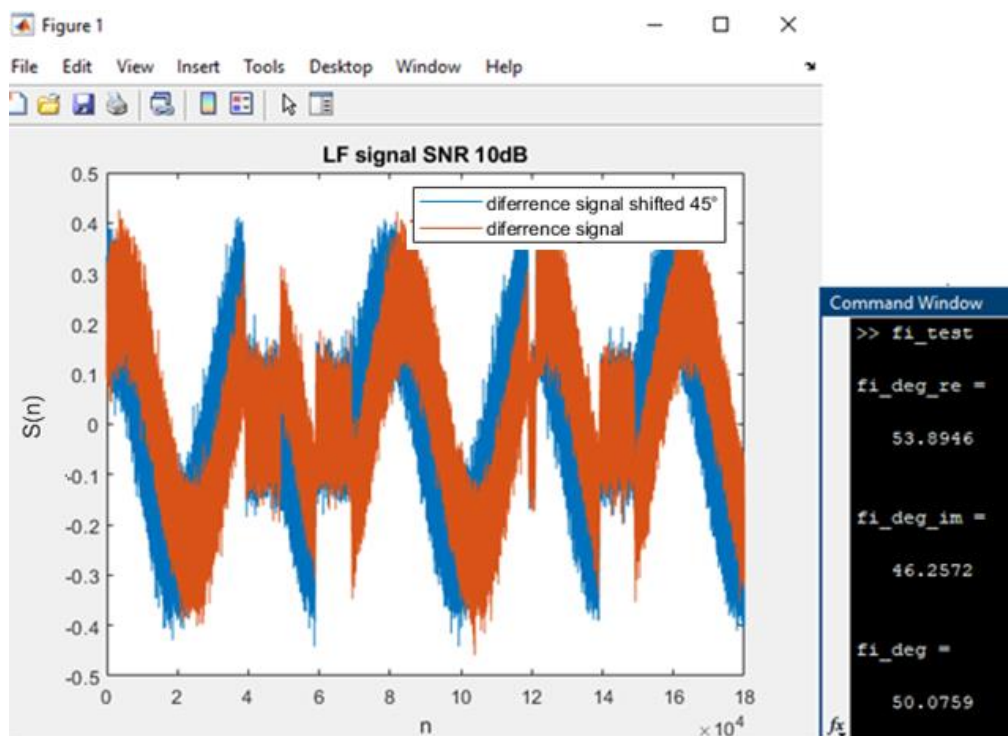 Figure 1
File Edit View Insert Tools Desktop Window Help
LF signal SNR 10dB
diferrence signal shifted 45°
diferrence signal
0.5
0.4
0.3
0.2
0.1
0
-0.1
-0.2
-0.3
-0.4
-0.5
S(n)
0 2 4 6 8 10 12 14 16 18
n
×10⁴
Command Window
>> fi_test
fi_deg_re =
53.8946
fi_deg_im =
46.2572
fi_deg =
50.0759
fx